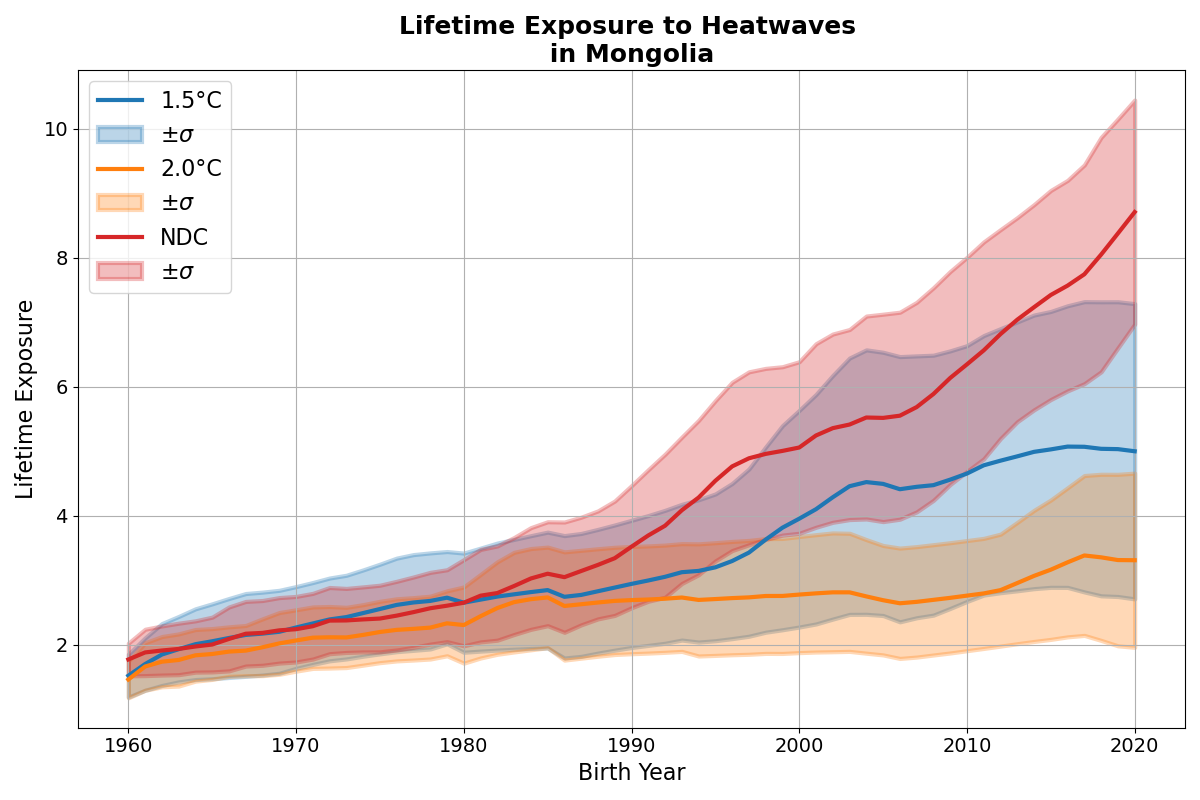 Lifetime Exposure to Heatwaves
in Mongolia
1.5°C
±σ
2.0°C
±σ
NDC
±σ
10
8
6
4
2
Lifetime Exposure
1960
1970
1980
1990
2000
2010
2020
Birth Year